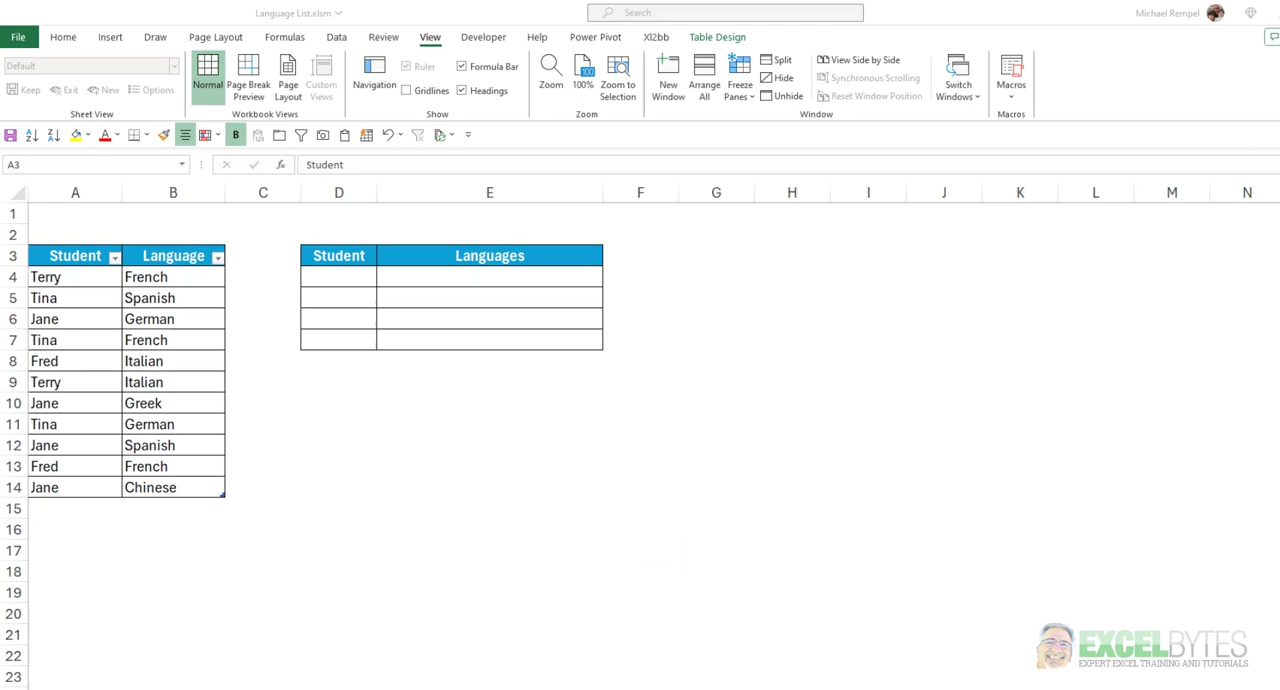 Language List.xlsm
Search
Michael Rempel
File Home Insert Draw Page Layout Formulas Data Review View Developer Help Power Pivot Xl2bb Table Design
Default
Keep Exit New Options
Sheet View
Normal Page Break Preview Page Layout Custom Views
Workbook Views
Navigation Ruler Formula Bar
Gridlines Headings
Show
Zoom 100% Zoom to Selection
100
Zoom
New Window Arrange All Freeze Panes Split Hide Unhide
View Side by Side
Synchronous Scrolling
Reset Window Position
Window
Switch Windows
Macros
Macros
B
A3 fx Student
A B C D E F G H I J K L M N
1
2
3 Student Language Student Languages
4 Terry French
5 Tina Spanish
6 Jane German
7 Tina French
8 Fred Italian
9 Terry Italian
10 Jane Greek
11 Tina German
12 Jane Spanish
13 Fred French
14 Jane Chinese
15
16
17
18
19
20
21
22
23
EXCELBYTES
EXPERT EXCEL TRAINING AND TUTORIALS